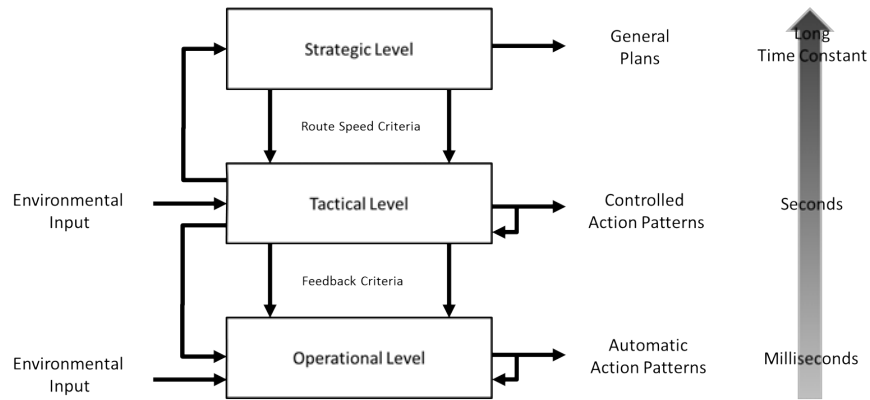 Strategic Level
General
Plans
Long
Time Constant
Route Speed Criteria
Environmental
Input
Tactical Level
Controlled
Action Patterns
Seconds
Feedback Criteria
Environmental
Input
Operational Level
Automatic
Action Patterns
Milliseconds